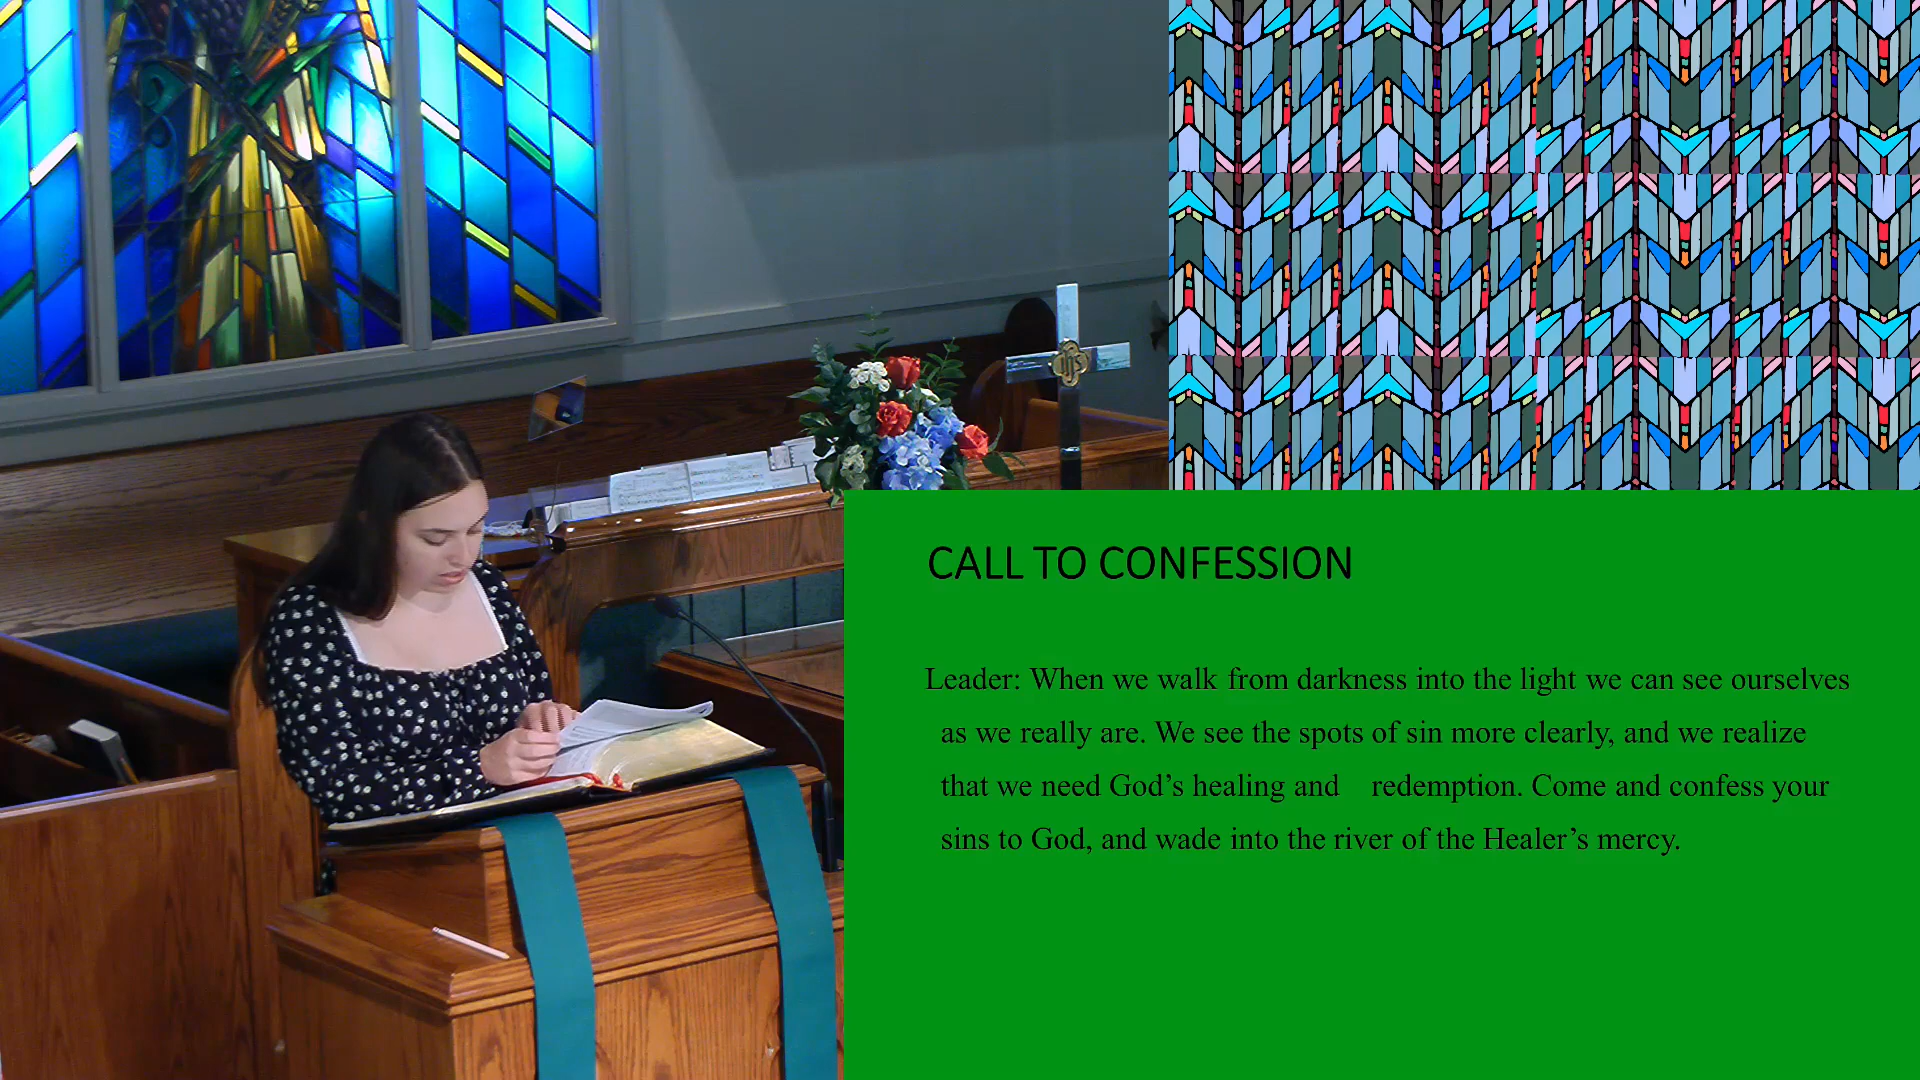 IHS
CALL TO CONFESSION
Leader: When we walk from darkness into the light we can see ourselves
as we really are. We see the spots of sin more clearly, and we realize
that we need God’s healing and redemption. Come and confess your
sins to God, and wade into the river of the Healer’s mercy.